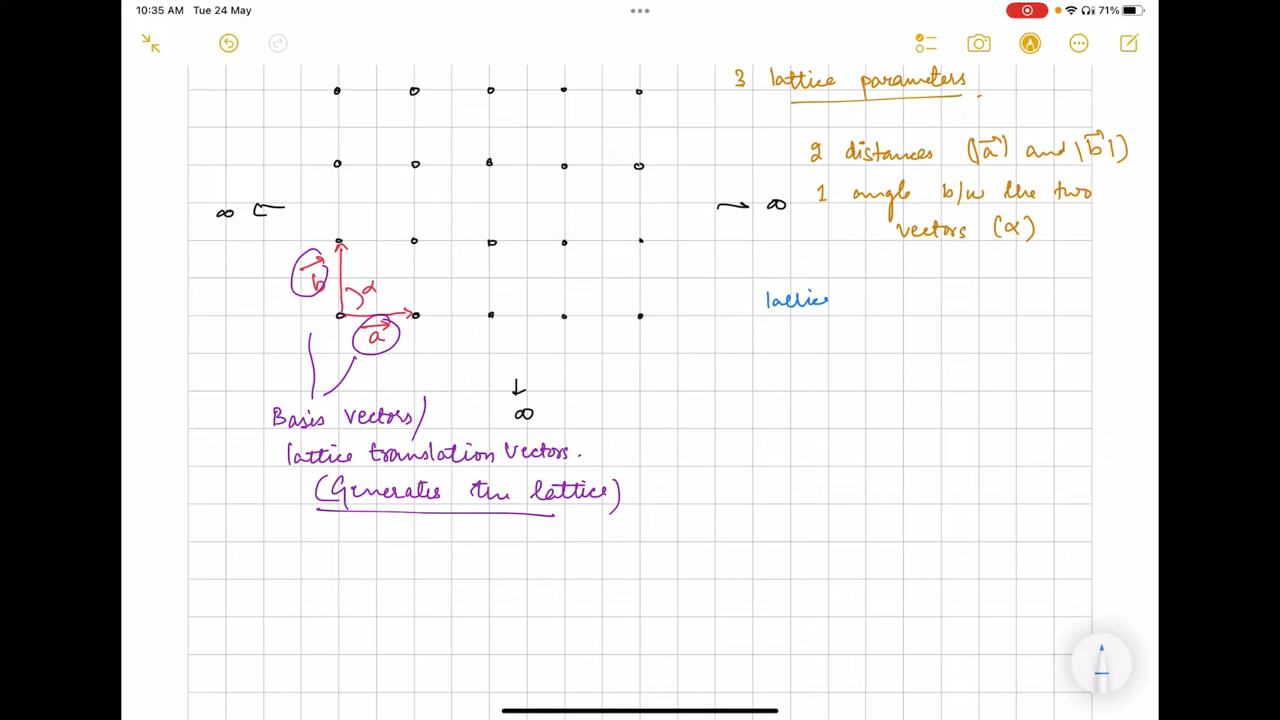 10:35 AM Tue 24 May
71%
3 lattice parameters.
2 distances (|a|) and |b|)
1 angle b/w the two
vectors (α)
∞ ← → ∞
b α
a
lattice
↓
∞
Basis vectors/
lattice translation vectors.
(Generates the lattice)